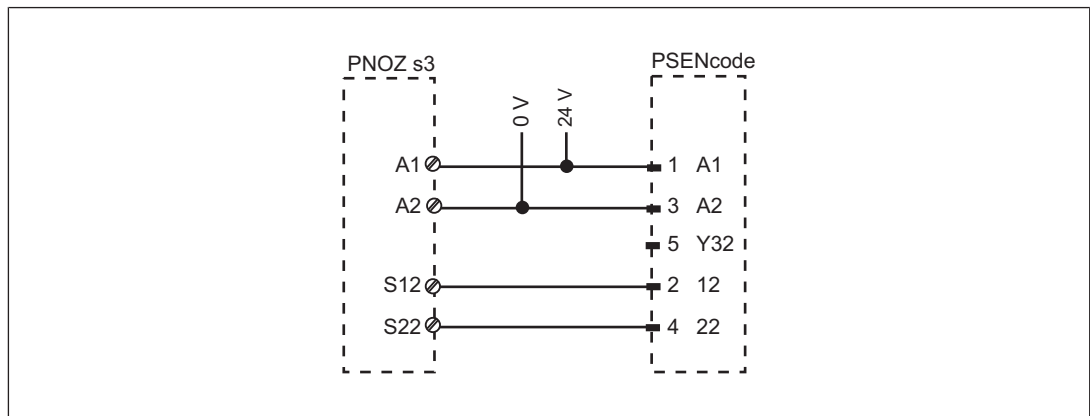 PNOZ s3
PSENcode
0 V
24 V
A1
1 A1
A2
3 A2
5 Y32
S12
2 12
S22
4 22